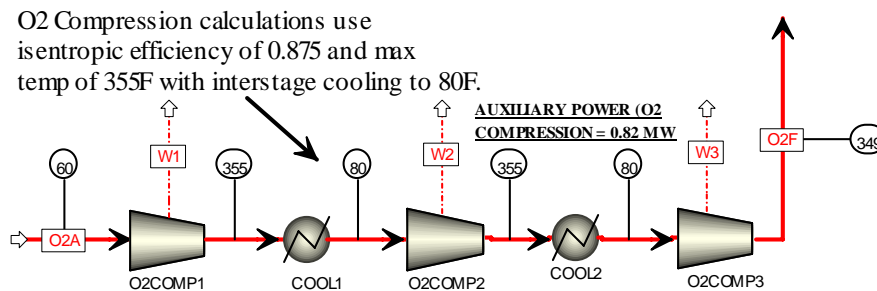 O2 Compression calculations use
isentropic efficiency of 0.875 and max
temp of 355F with interstage cooling to 80F.
AUXILIARY POWER (O2
COMPRESSION = 0.82 MW
W1
W2
W3
O2F
349
60
355
80
355
80
O2A
O2COMP1
COOL1
O2COMP2
COOL2
O2COMP3